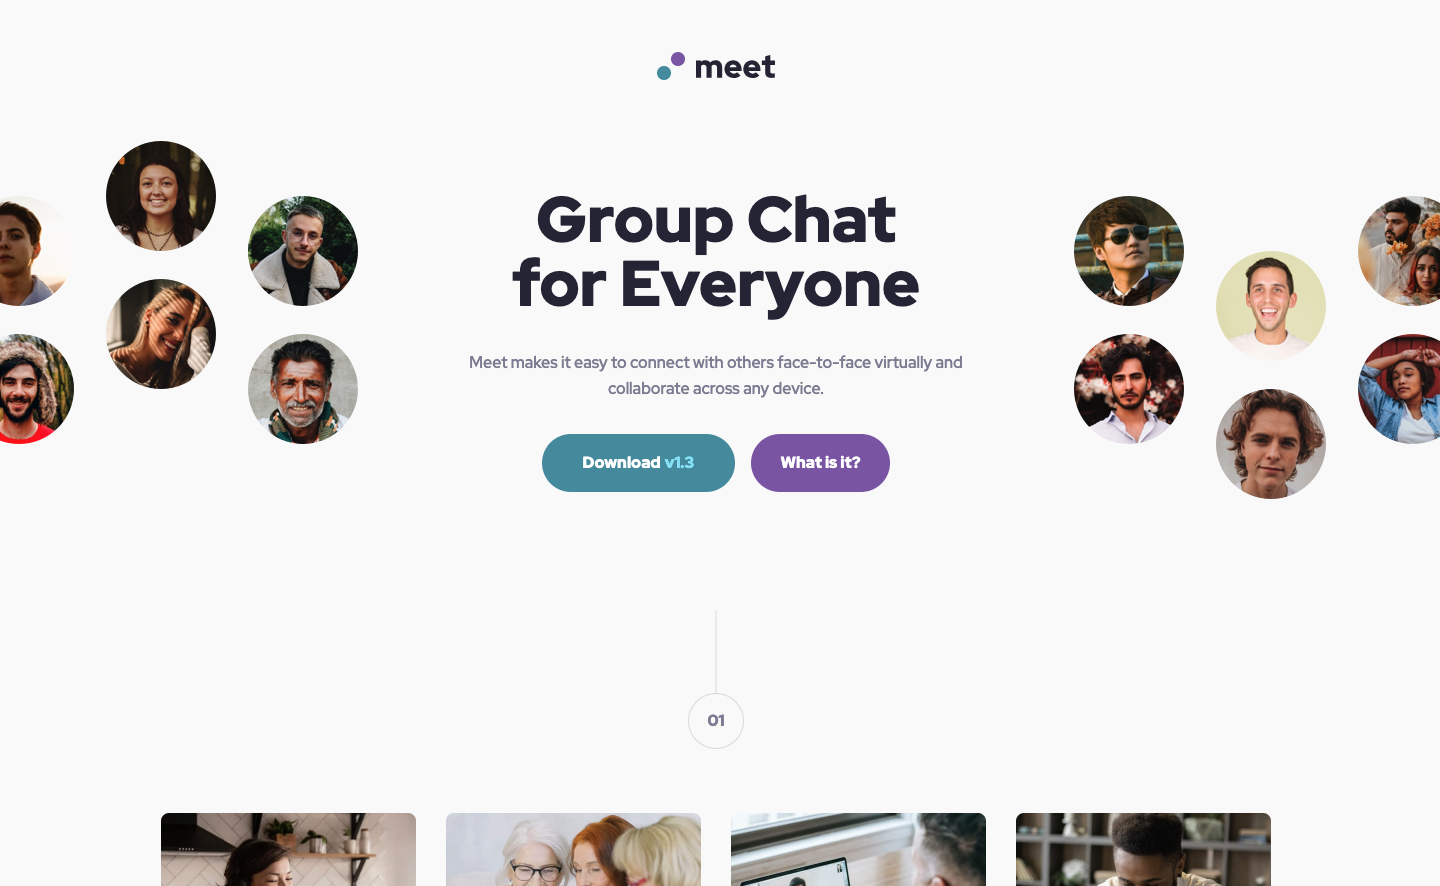 meet
Group Chat
for Everyone
Meet makes it easy to connect with others face-to-face virtually and
collaborate across any device.
Download v1.3
What is it?
01